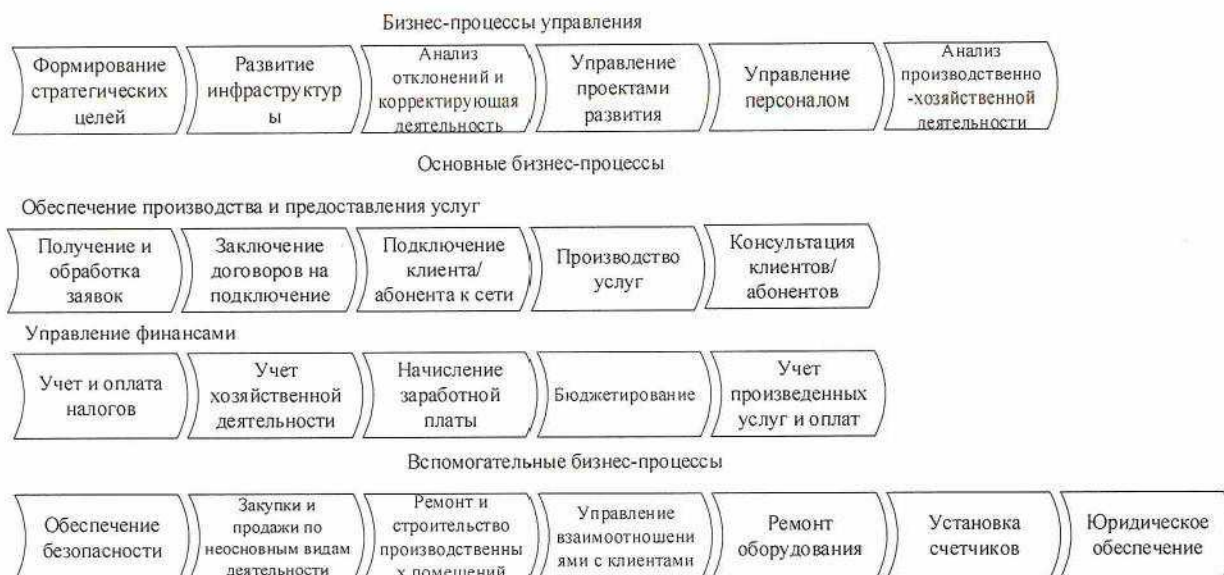 Бизнес-процессы управления
Формирование
стратегических
целей
Развитие
инфраструктур
ы
Анализ
отклонений и
корректирующая
деятельность
Управление
проектами
развития
Управление
персоналом
Анализ
производственно
-хозяйственной
деятельности
Основные бизнес-процессы
Обеспечение производства и предоставления услуг
Получение и
обработка
заявок
Заключение
договоров на
подключение
Подключение
клиента/
абонента к сети
Производство
услуг
Консультация
клиентов/
абонентов
Управление финансами
Учет и оплата
налогов
Учет
хозяйственной
деятельности
Начисление
заработной
платы
Бюджетирование
Учет
произведенных
услуг и оплат
Вспомогательные бизнес-процессы
Обеспечение
безопасности
Закупки и
продажи по
неосновным видам
деятельности
Ремонт и
строительство
производственны
х помещений
Управление
взаимоотношени
ями с клиентами
Ремонт
оборудования
Установка
счетчиков
Юридическое
обеспечение